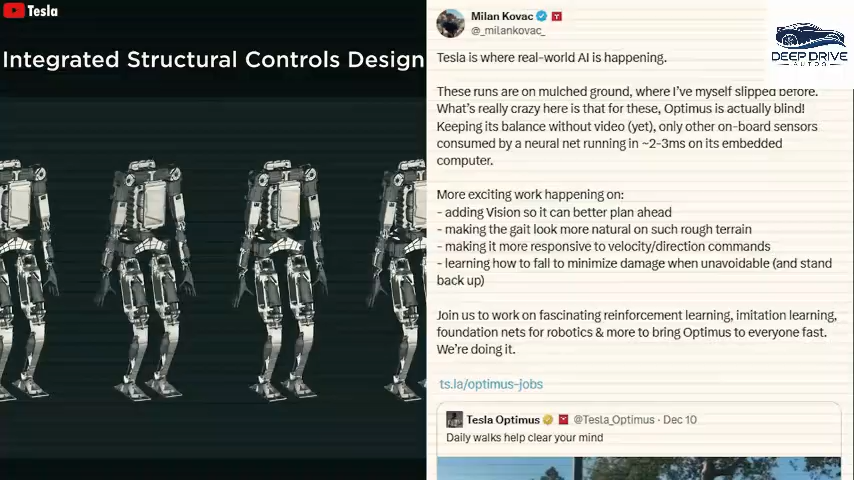 Tesla
Integrated Structural Controls Design
Milan Kovac
@_milankovac_
DEEP DRIVE
AUTOS
Tesla is where real-world AI is happening.
These runs are on mulched ground, where I've myself slipped before.
What's really crazy here is that for these, Optimus is actually blind!
Keeping its balance without video (yet), only other on-board sensors
consumed by a neural net running in ~2-3ms on its embedded
computer.
More exciting work happening on:
- adding Vision so it can better plan ahead
- making the gait look more natural on such rough terrain
- making it more responsive to velocity/direction commands
- learning how to fall to minimize damage when unavoidable (and stand
back up)
Join us to work on fascinating reinforcement learning, imitation learning,
foundation nets for robotics & more to bring Optimus to everyone fast.
We're doing it.
ts.la/optimus-jobs
Tesla Optimus @Tesla_Optimus · Dec 10
Daily walks help clear your mind